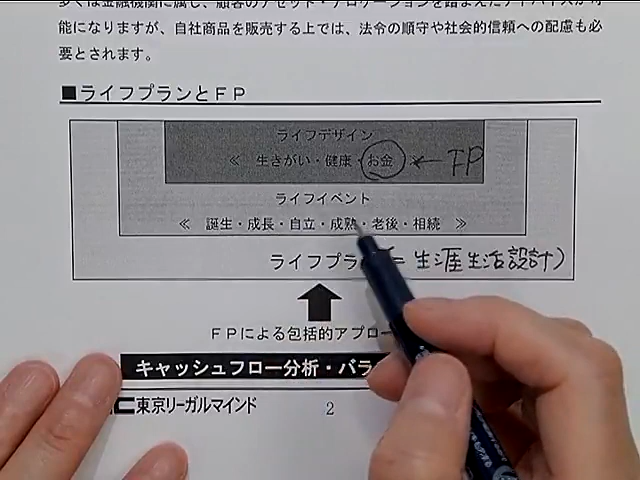 多くは金融機関に属し、顧客のアセット・アロケーションを踏まえたアドバイスが可
能になりますが、自社商品を販売する上では、法令の順守や社会的信頼への配慮も必
要とされます。
■ライフプランとＦＰ
ライフデザイン
≪ 生きがい・健康・お金 ≫ ← FP
ライフイベント
≪ 誕生・成長・自立・成熟・老後・相続 ≫
ライフプラ (= 生涯生活設計)
ＦＰによる包括的アプロー
キャッシュフロー分析・バラ
東京リーガルマインド 2